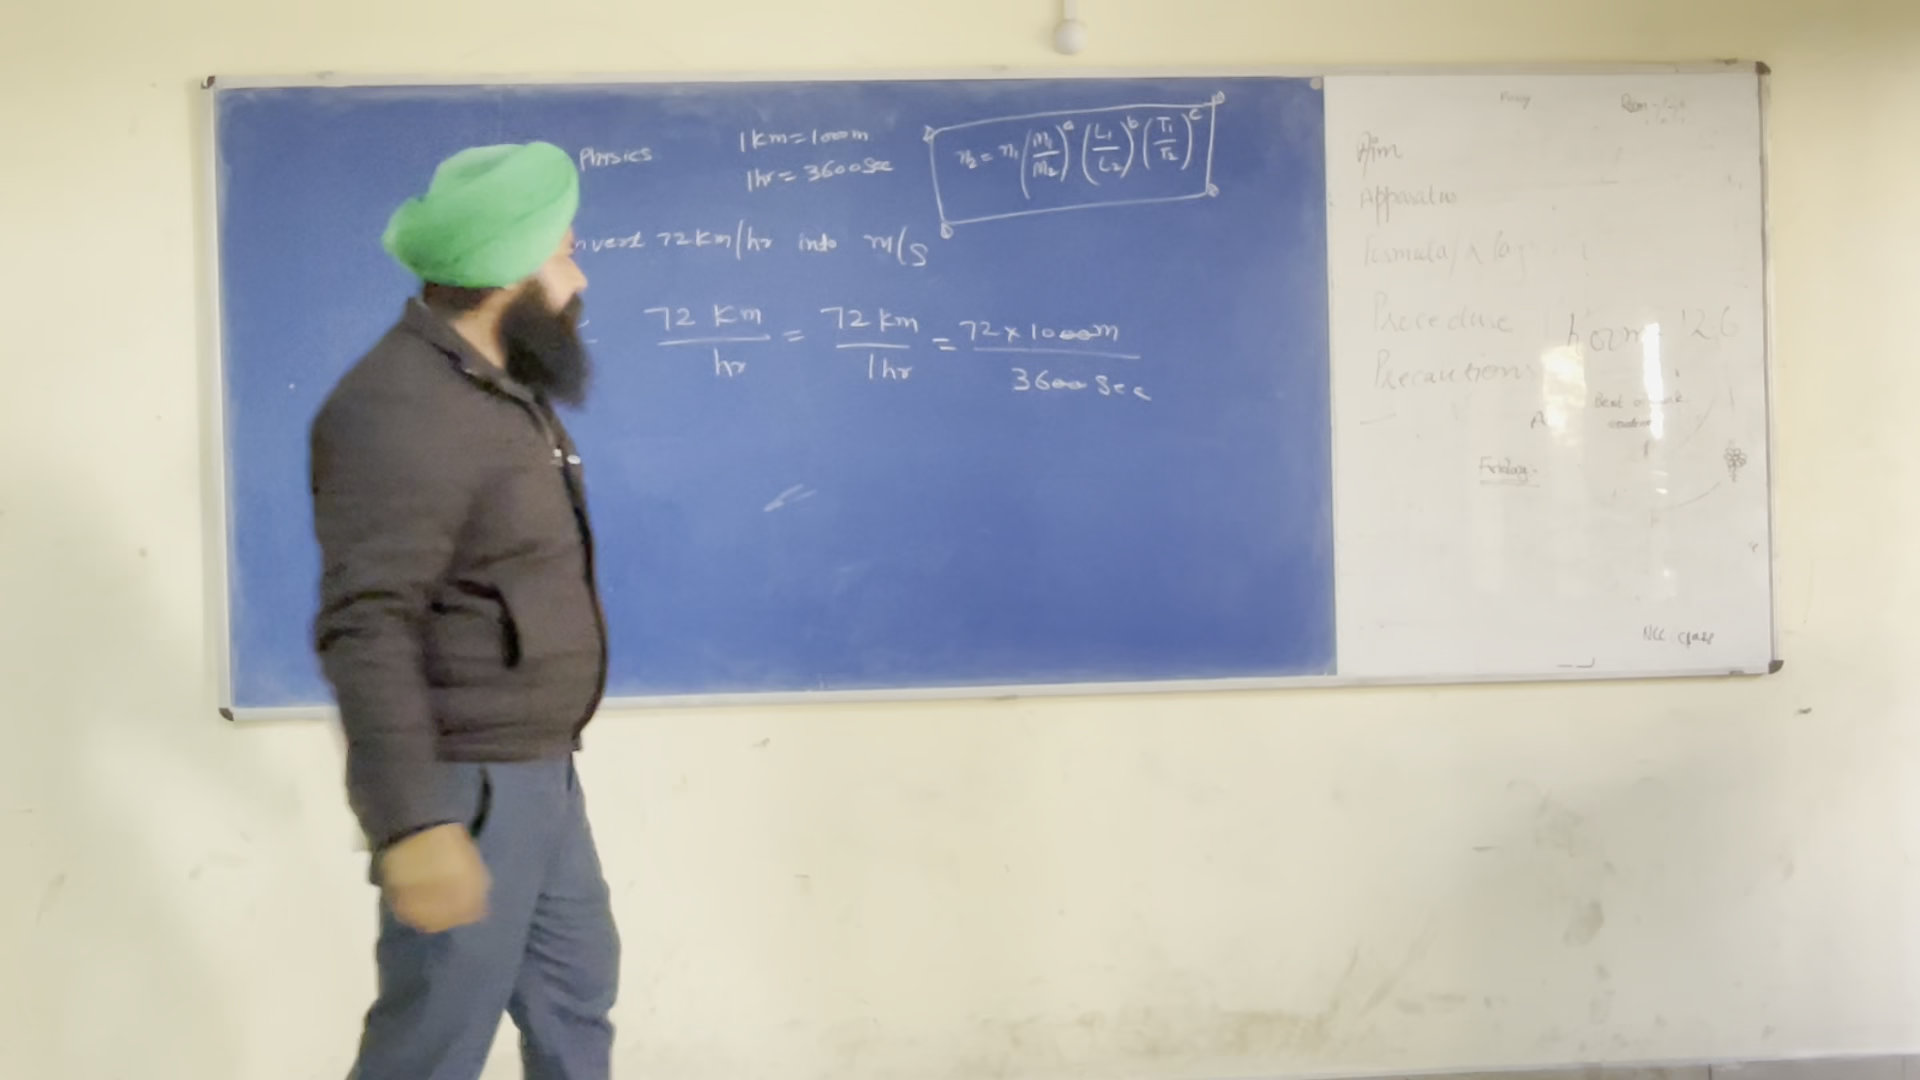 Physics
1km=1000m
1hr=3600Sec
n₂ = n₁ (M₁/M₂)ᵃ (L₁/L₂)ᵇ (T₁/T₂)ᶜ
nvert 72km/hr into m/s
72 Km/hr = 72 km/1hr = 72 x 1000m/3600 Sec
Aim
Apparatus
Formula/
Procedure
Precautions
Friday:
NCC